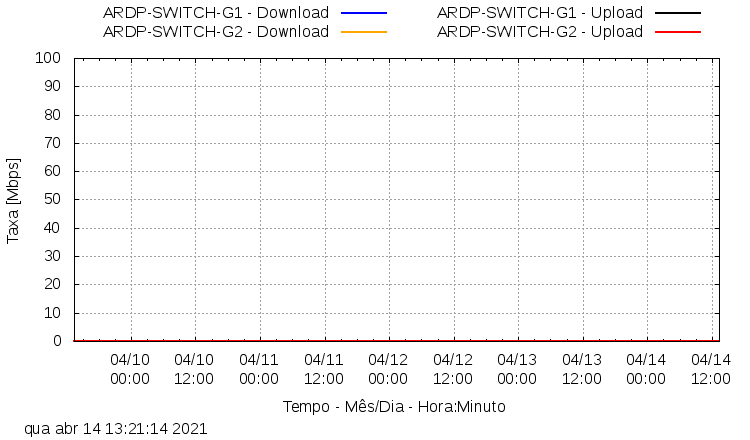 ARDP-SWITCH-G1 - Download ARDP-SWITCH-G1 - Upload
ARDP-SWITCH-G2 - Download ARDP-SWITCH-G2 - Upload
100
90
80
70
60
50
40
30
20
10
0
Taxa [Mbps]
04/10 04/10 04/11 04/11 04/12 04/12 04/13 04/13 04/14 04/14
00:00 12:00 00:00 12:00 00:00 12:00 00:00 12:00 00:00 12:00
Tempo - Mês/Dia - Hora:Minuto
qua abr 14 13:21:14 2021